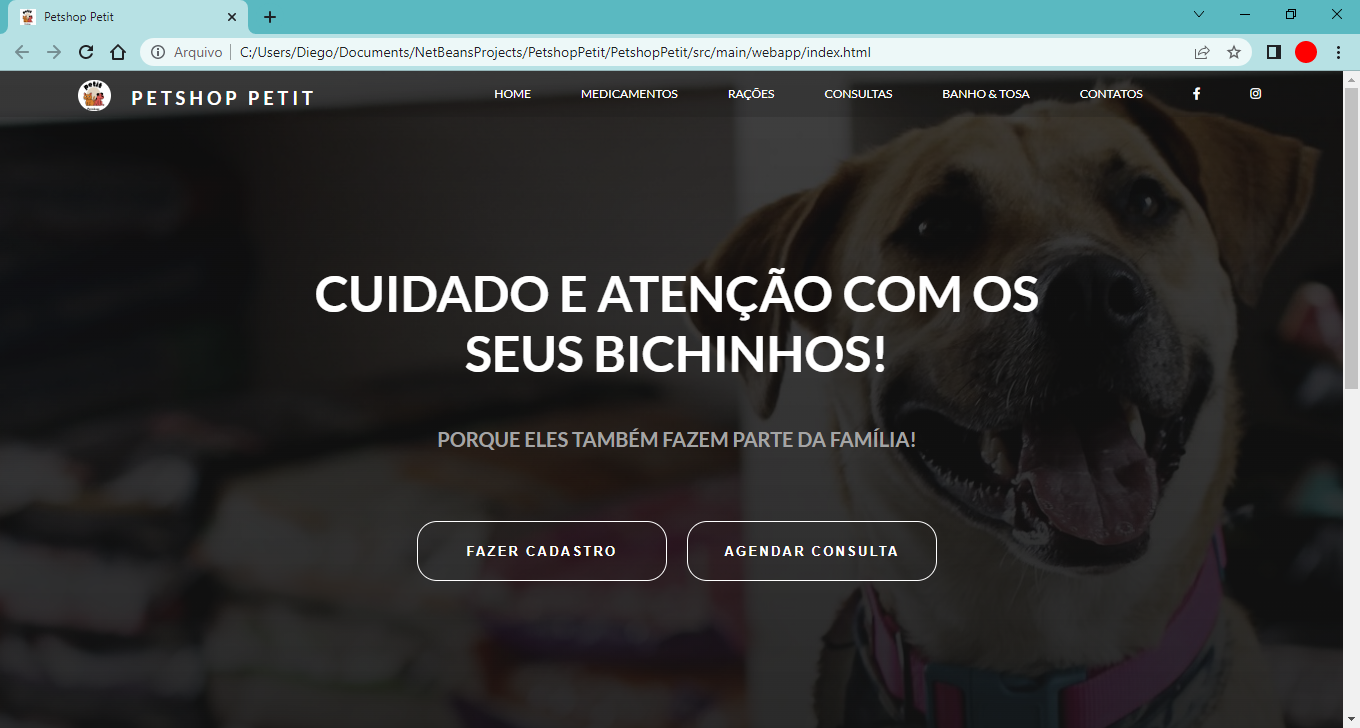 Petshop Petit
Arquivo
C:/Users/Diego/Documents/NetBeansProjects/PetshopPetit/PetshopPetit/src/main/webapp/index.html
Petit
PETSHOP PETIT
HOME
MEDICAMENTOS
RAÇÕES
CONSULTAS
BANHO & TOSA
CONTATOS
CUIDADO E ATENÇÃO COM OS
SEUS BICHINHOS!
PORQUE ELES TAMBÉM FAZEM PARTE DA FAMÍLIA!
FAZER CADASTRO
AGENDAR CONSULTA